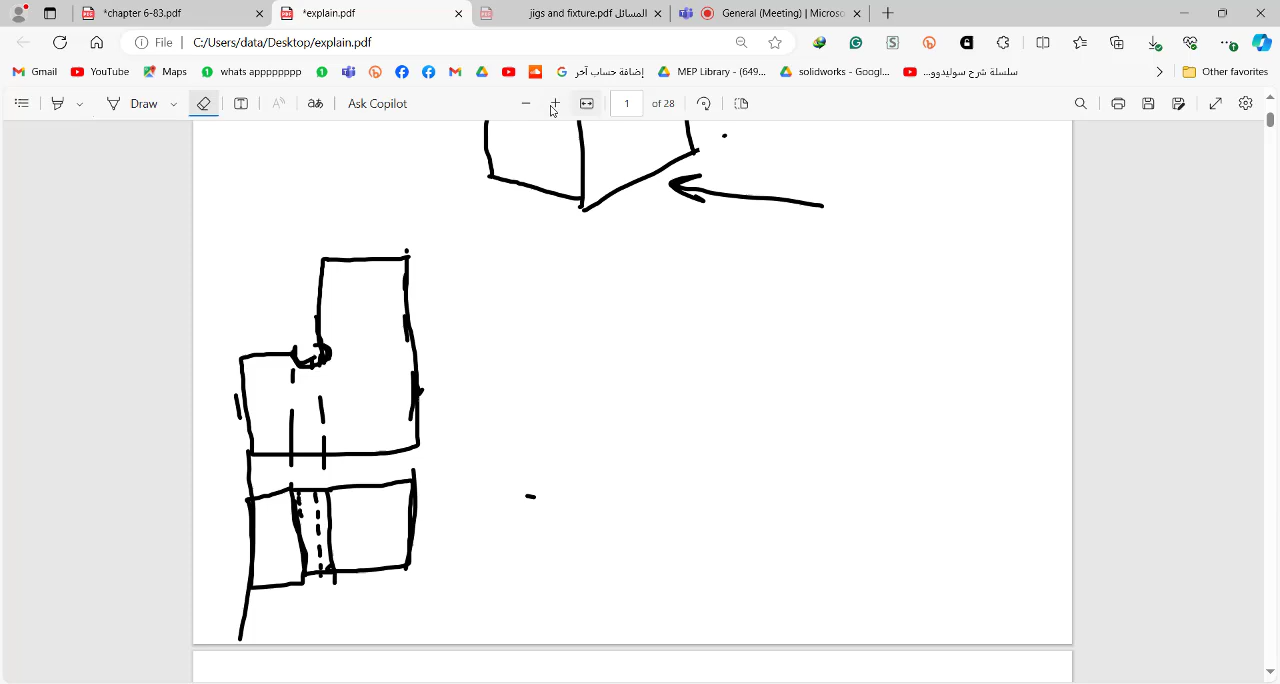 *chapter 6-83.pdf
*explain.pdf
المسائل jigs and fixture.pdf
General (Meeting) | Microso
File
C:/Users/data/Desktop/explain.pdf
Gmail
YouTube
Maps
whats apppppppp
إضافة حساب آخر
MEP Library - (649...
solidworks - Googl...
سلسلة شرح سوليدوو...
Other favorites
Draw
Ask Copilot
1
of 28